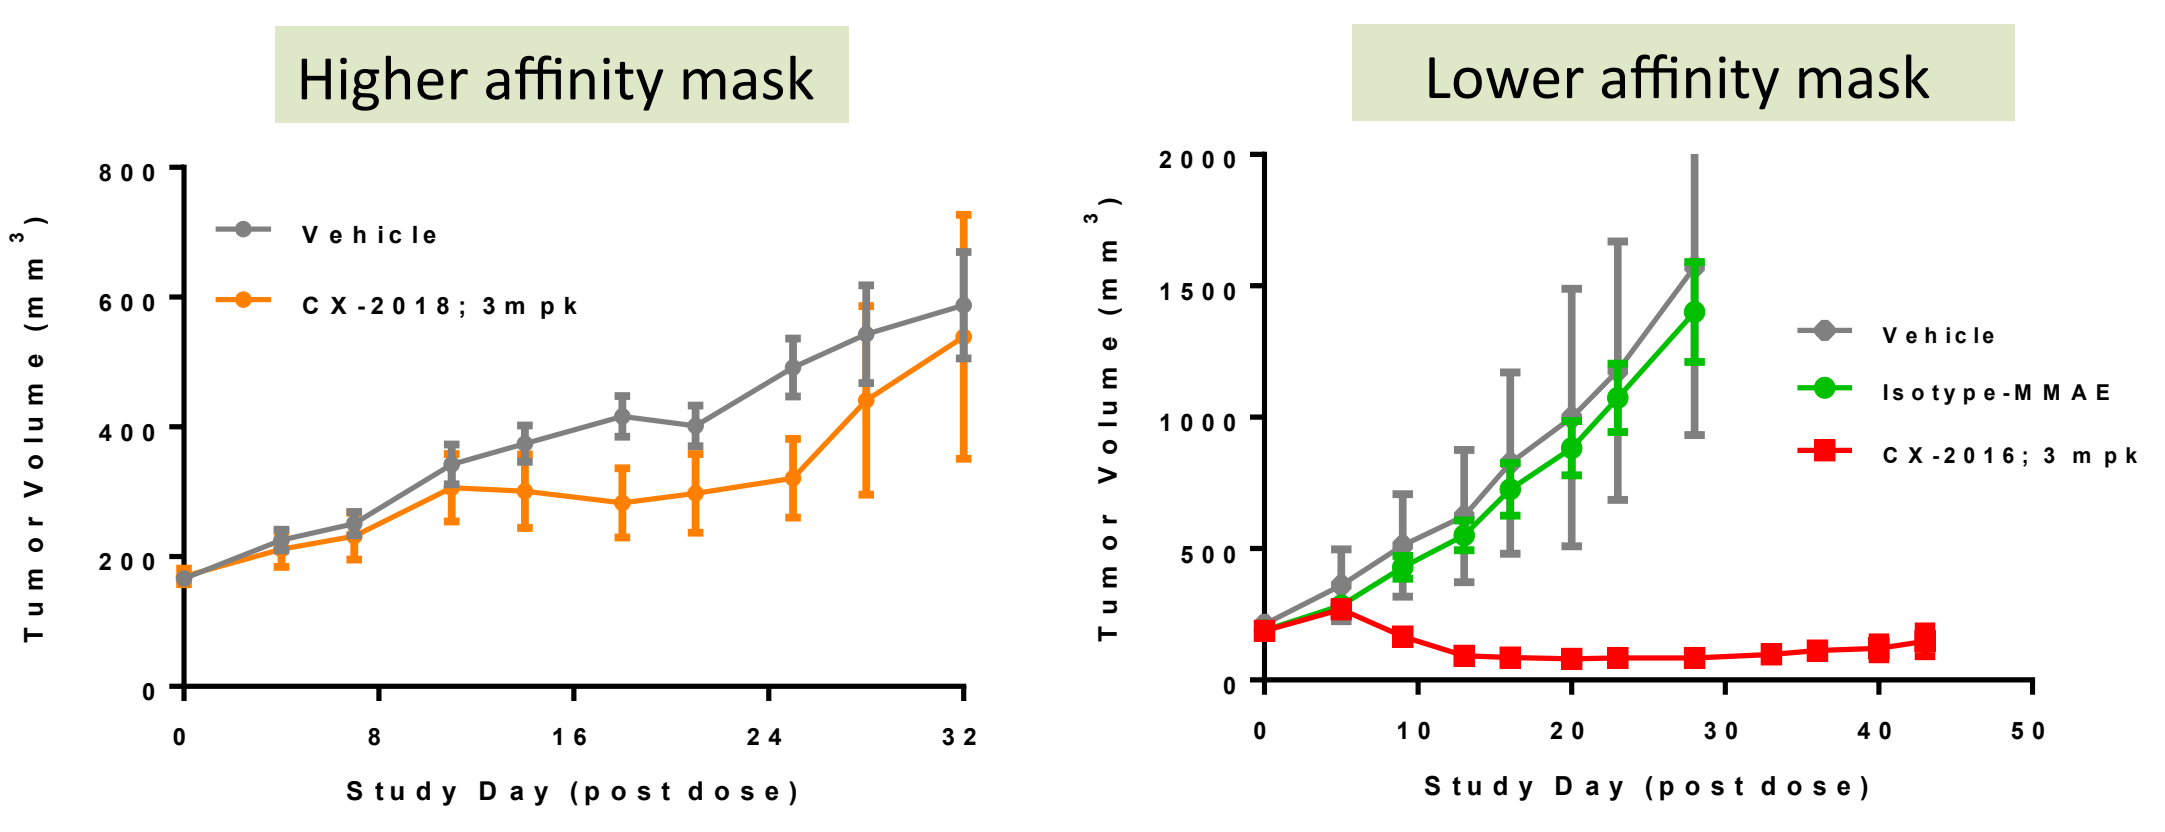 Higher affinity mask
Tumor Volume (mm³)
800
600
400
200
0
Vehicle
CX-2018; 3mpk
0 8 16 24 32
Study Day (post dose)
Lower affinity mask
Tumor Volume (mm³)
2000
1500
1000
500
0
Vehicle
Isotype-MMAE
CX-2016; 3 mpk
0 10 20 30 40 50
Study Day (post dose)